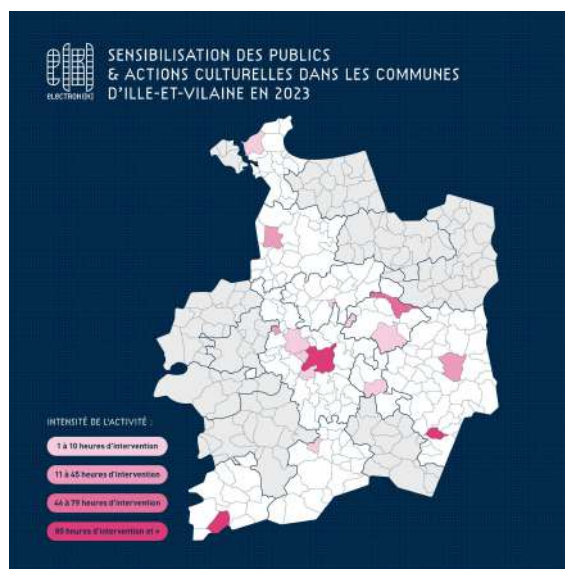 SENSIBILISATION DES PUBLICS
& ACTIONS CULTURELLES DANS LES COMMUNES
D'ILLE-ET-VILAINE EN 2023
ELECTRONI[K]
INTENSITÉ DE L'ACTIVITÉ :
1 à 10 heures d'intervention
11 à 45 heures d'intervention
46 à 79 heures d'intervention
80 heures d'intervention et +